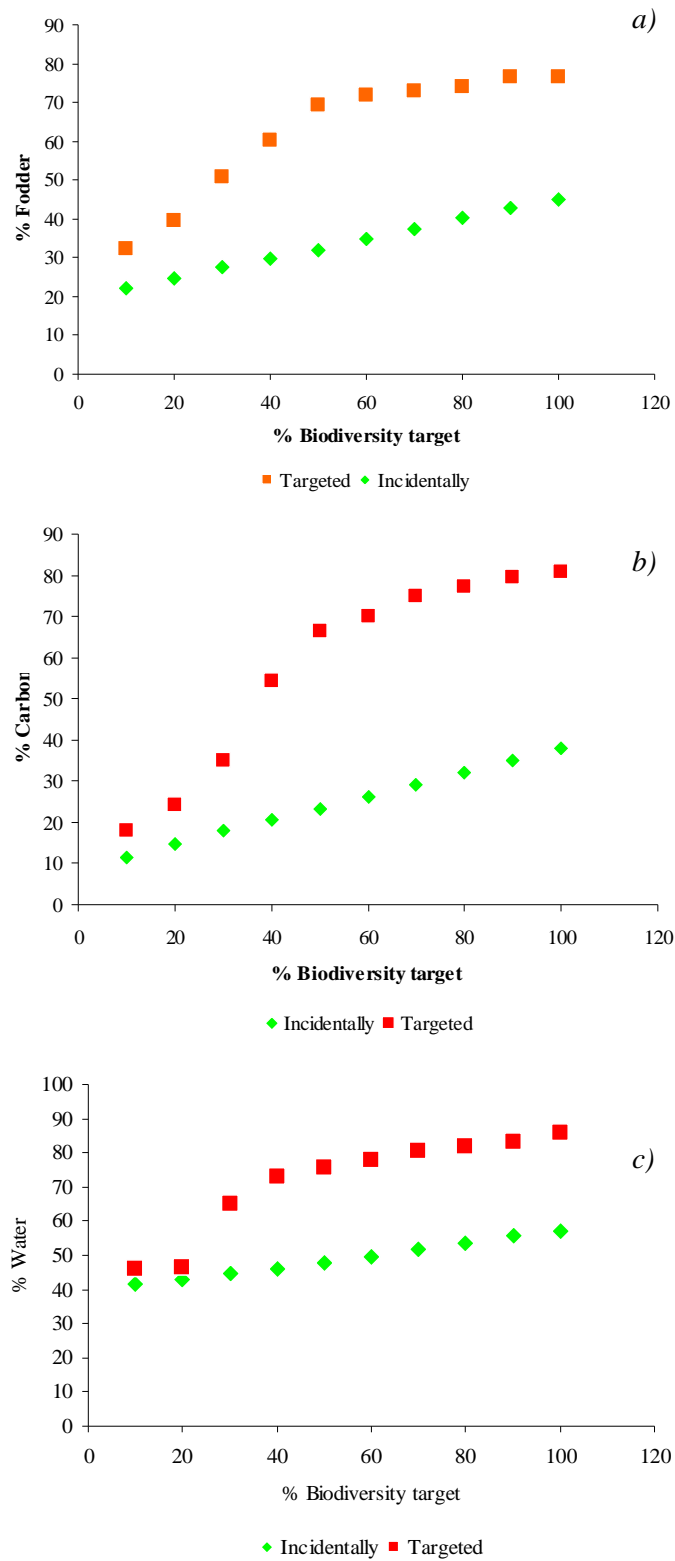 a)
90
80
70
60
50
40
30
20
10
0
% Fodder
0 20 40 60 80 100 120
% Biodiversity target
Targeted Incidentally
b)
90
80
70
60
50
40
30
20
10
0
% Carbon
0 20 40 60 80 100 120
% Biodiversity target
Incidentally Targeted
c)
100
90
80
70
60
50
40
30
20
10
0
% Water
0 20 40 60 80 100 120
% Biodiversity target
Incidentally Targeted